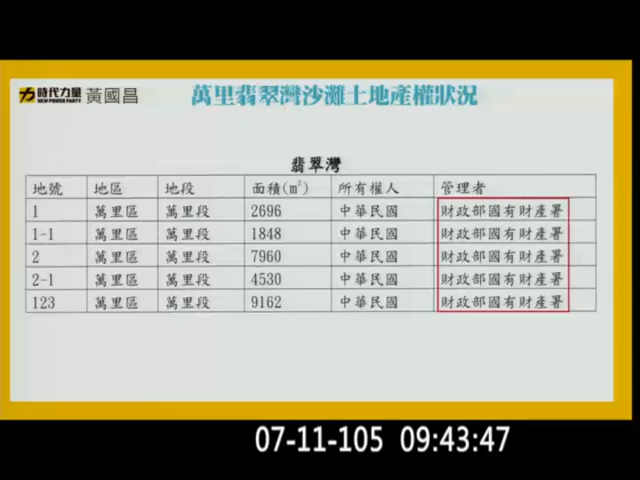 時代力量
NEW POWER PARTY
黃國昌
萬里翡翠灣沙灘土地產權狀況
翡翠灣
地號 地區 地段 面積(m²) 所有權人 管理者
1 萬里區 萬里段 2696 中華民國 財政部國有財產署
1-1 萬里區 萬里段 1848 中華民國 財政部國有財產署
2 萬里區 萬里段 7960 中華民國 財政部國有財產署
2-1 萬里區 萬里段 4530 中華民國 財政部國有財產署
123 萬里區 萬里段 9162 中華民國 財政部國有財產署
07-11-105 09:43:47